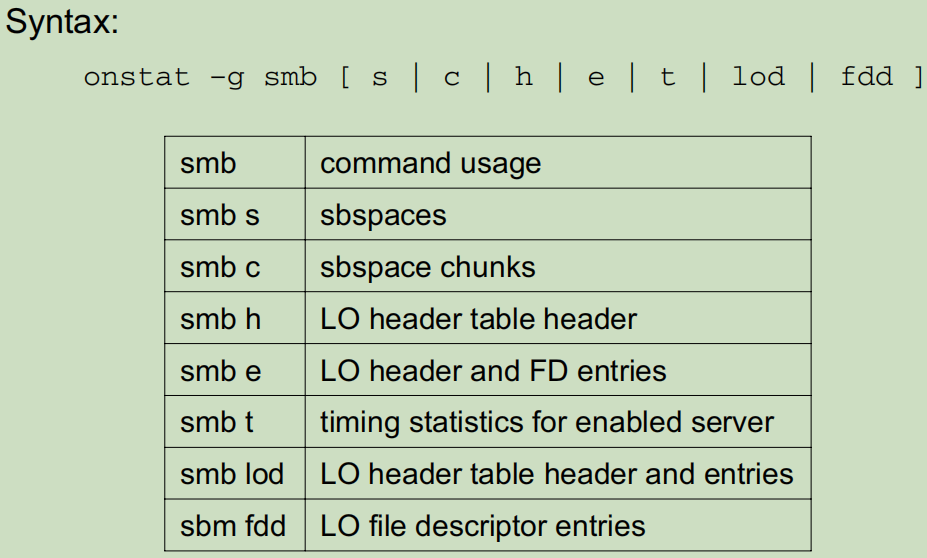 Syntax:
onstat –g smb [ s | c | h | e | t | lod | fdd ]
smb command usage
smb s sbspaces
smb c sbspace chunks
smb h LO header table header
smb e LO header and FD entries
smb t timing statistics for enabled server
smb lod LO header table header and entries
sbm fdd LO file descriptor entries